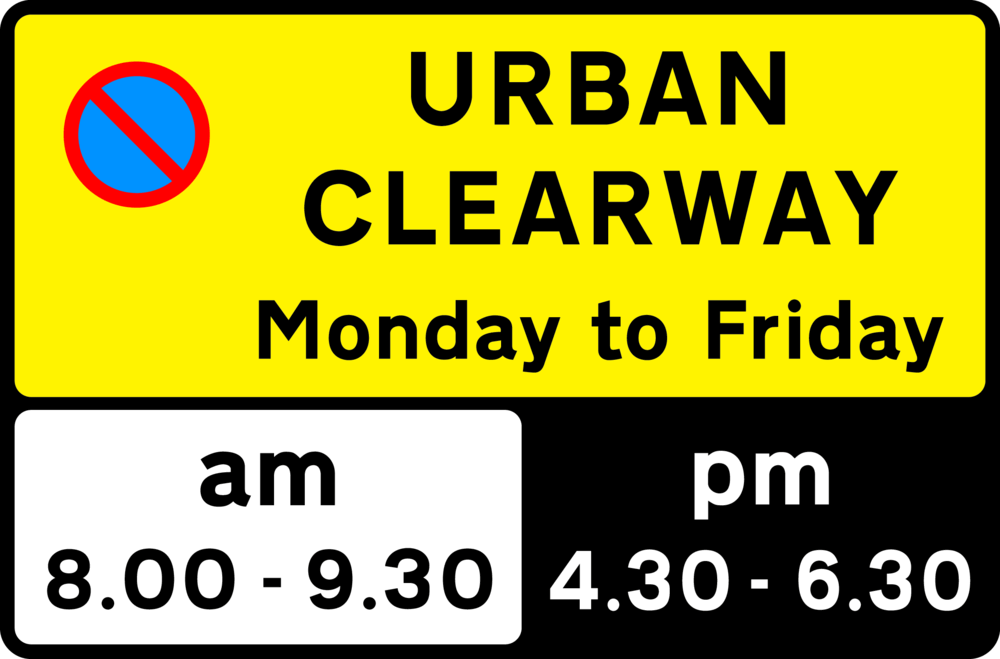 URBAN
CLEARWAY
Monday to Friday
am
8.00 - 9.30
pm
4.30 - 6.30